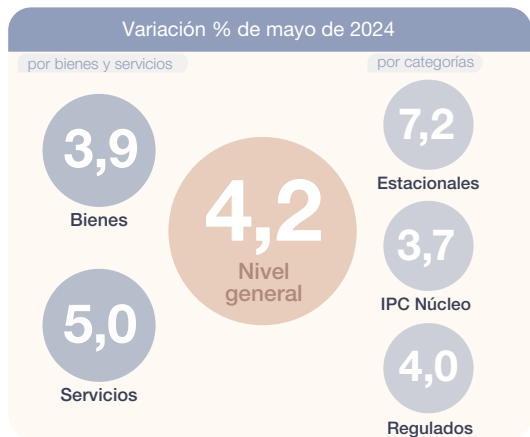 Variación % de mayo de 2024
por bienes y servicios
por categorías
3,9
Bienes
5,0
Servicios
4,2
Nivel
general
7,2
Estacionales
3,7
IPC Núcleo
4,0
Regulados